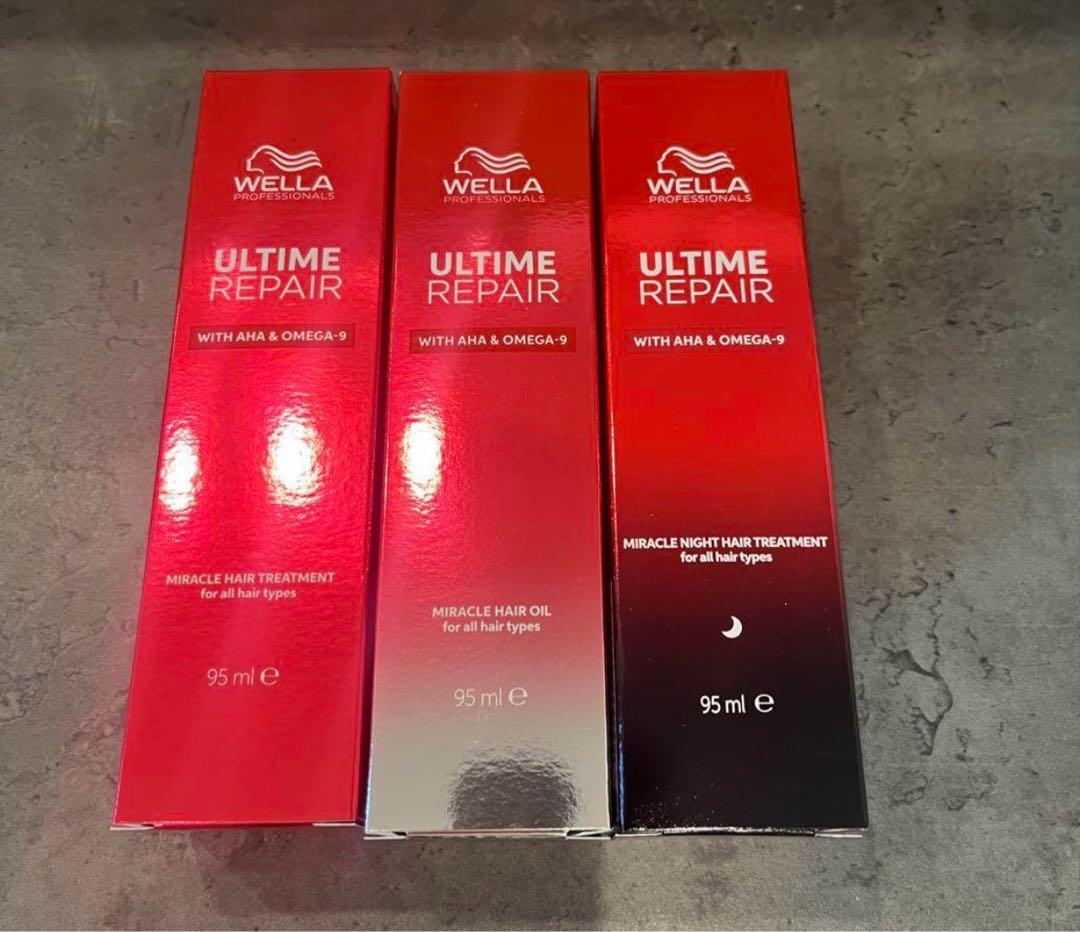 WELLA
PROFESSIONALS
ULTIME
REPAIR
WITH AHA & OMEGA-9
MIRACLE HAIR TREATMENT
for all hair types
95 ml ℮
WELLA
PROFESSIONALS
ULTIME
REPAIR
WITH AHA & OMEGA-9
MIRACLE HAIR OIL
for all hair types
95 ml ℮
WELLA
PROFESSIONALS
ULTIME
REPAIR
WITH AHA & OMEGA-9
MIRACLE NIGHT HAIR TREATMENT
for all hair types
95 ml ℮